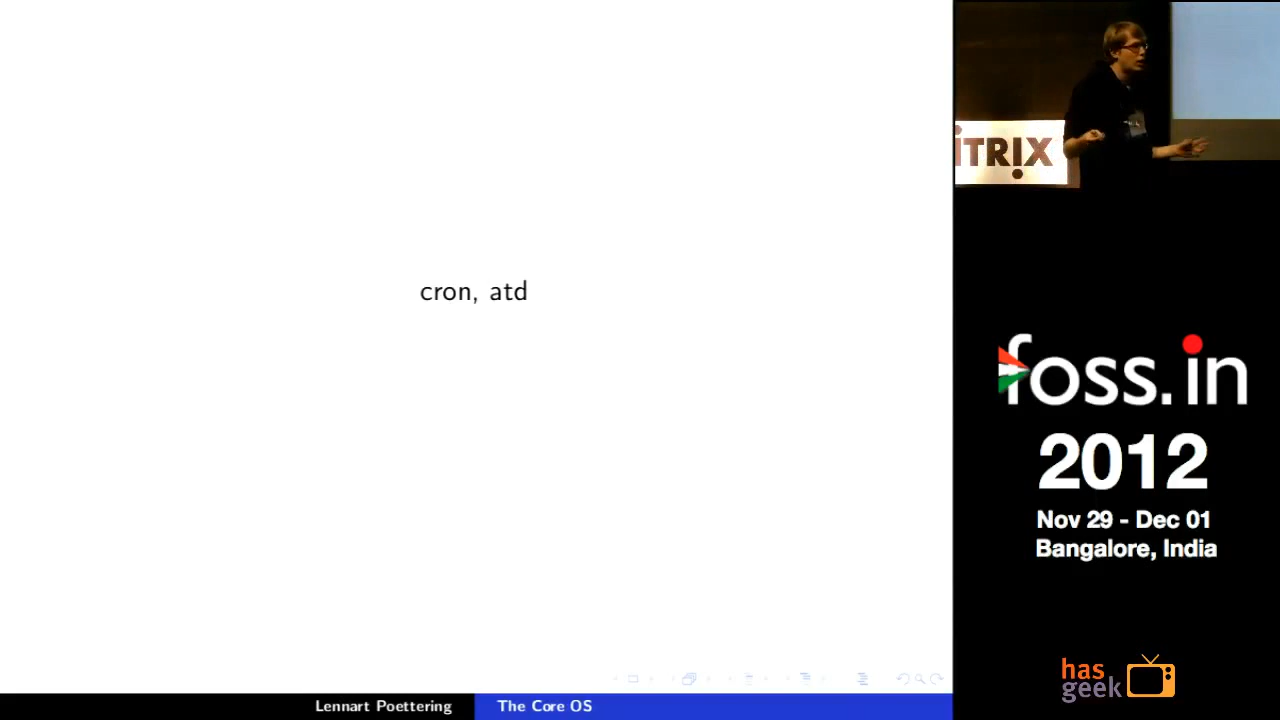 cron, atd
Lennart Poettering
The Core OS
iTRIX
foss.in
2012
Nov 29 - Dec 01
Bangalore, India
has
geek